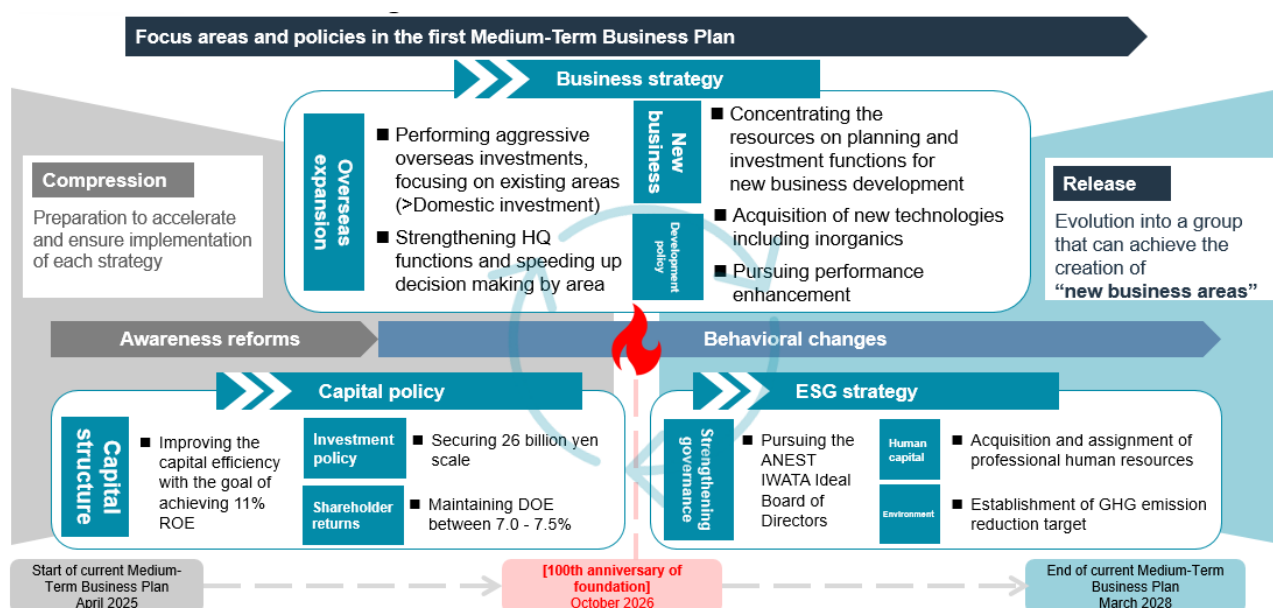 Focus areas and policies in the first Medium-Term Business Plan
Business strategy
Overseas
expansion
■ Performing aggressive
overseas investments,
focusing on existing areas
(>Domestic investment)
■ Strengthening HQ
functions and speeding up
decision making by area
New
business
■ Concentrating the
resources on planning and
investment functions for
new business development
Development
policy
■ Acquisition of new technologies
including inorganics
■ Pursuing performance
enhancement
Compression
Preparation to accelerate
and ensure implementation
of each strategy
Release
Evolution into a group
that can achieve the
creation of
“new business areas”
Awareness reforms
Behavioral changes
Capital policy
Capital
structure
■ Improving the
capital efficiency
with the goal of
achieving 11%
ROE
Investment
policy
■ Securing 26 billion yen
scale
Shareholder
returns
■ Maintaining DOE
between 7.0 - 7.5%
ESG strategy
Strengthening
governance
■ Pursuing the
ANEST
IWATA Ideal
Board of
Directors
Human
capital
■ Acquisition and assignment of
professional human resources
Environment
■ Establishment of GHG emission
reduction target
Start of current Medium-
Term Business Plan
April 2025
[100th anniversary of
foundation]
October 2026
End of current Medium-Term
Business Plan
March 2028